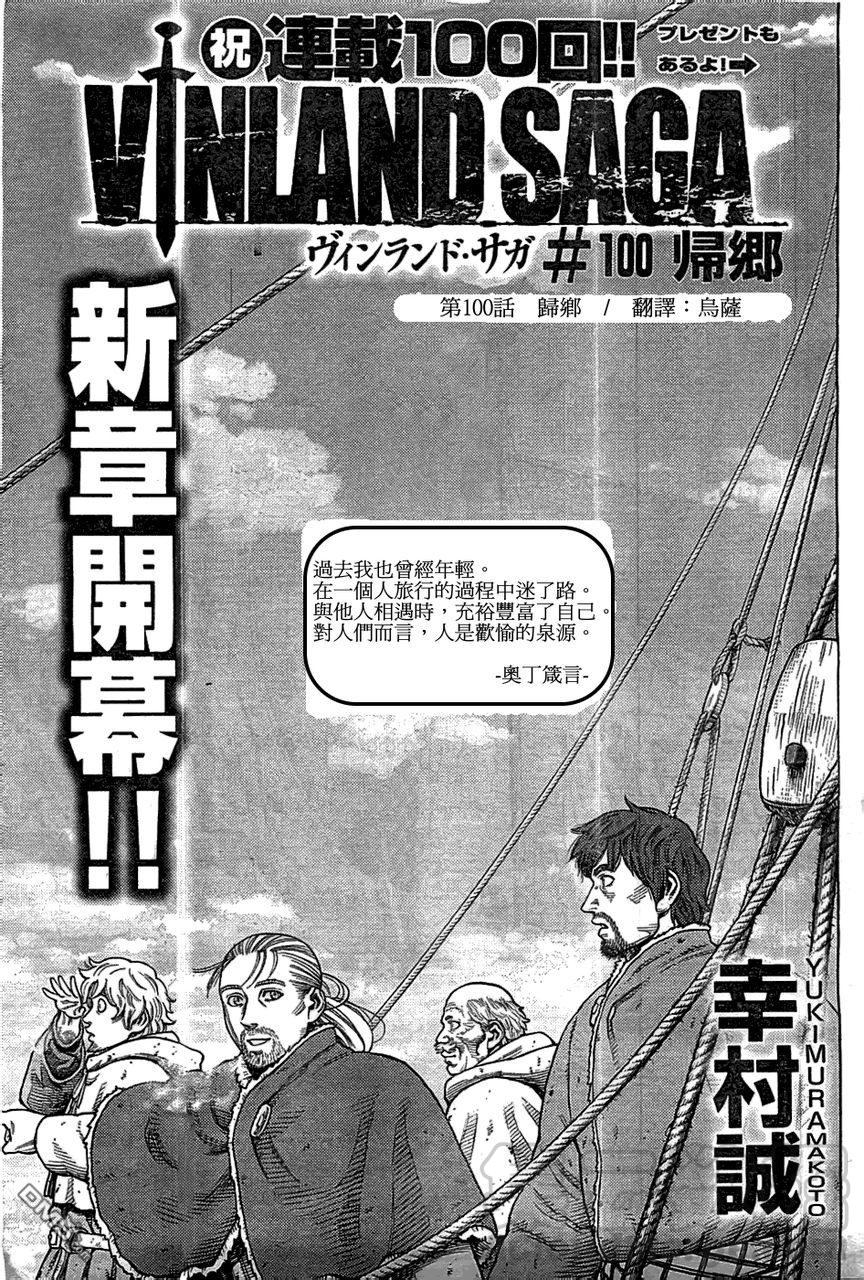 祝 連載100回!!
プレゼントも
あるよ!→
VINLAND SAGA
ヴィンランド・サガ #100 帰郷
第100話 歸鄉 / 翻譯：烏薩
新章開幕!!
過去我也曾經年輕。
在一個人旅行的過程中迷了路。
與他人相遇時，充裕豐富了自己。
對人們而言，人是歡愉的泉源。
-奧丁箴言-
幸村誠
YUKIMURA MAKOTO